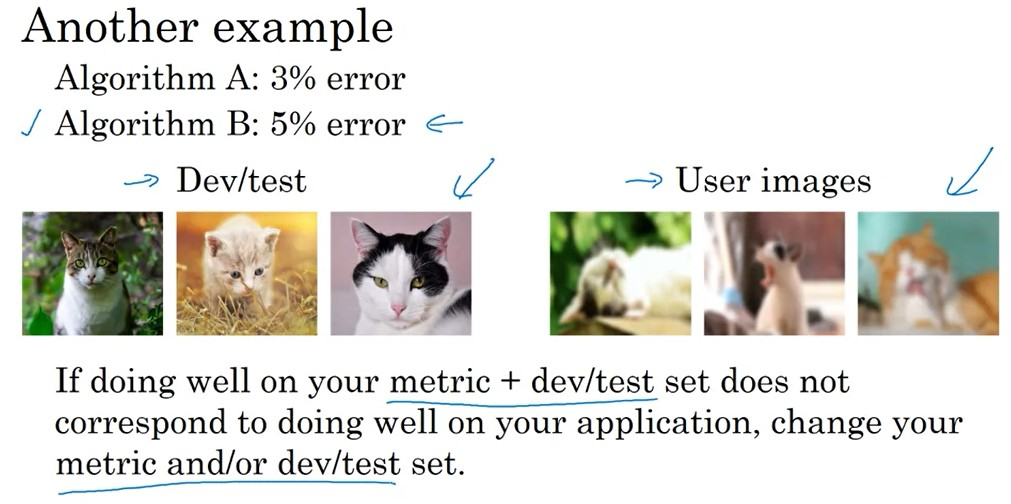 Another example
Algorithm A: 3% error
✓ Algorithm B: 5% error ←
→ Dev/test
→ User images
If doing well on your metric + dev/test set does not
correspond to doing well on your application, change your
metric and/or dev/test set.